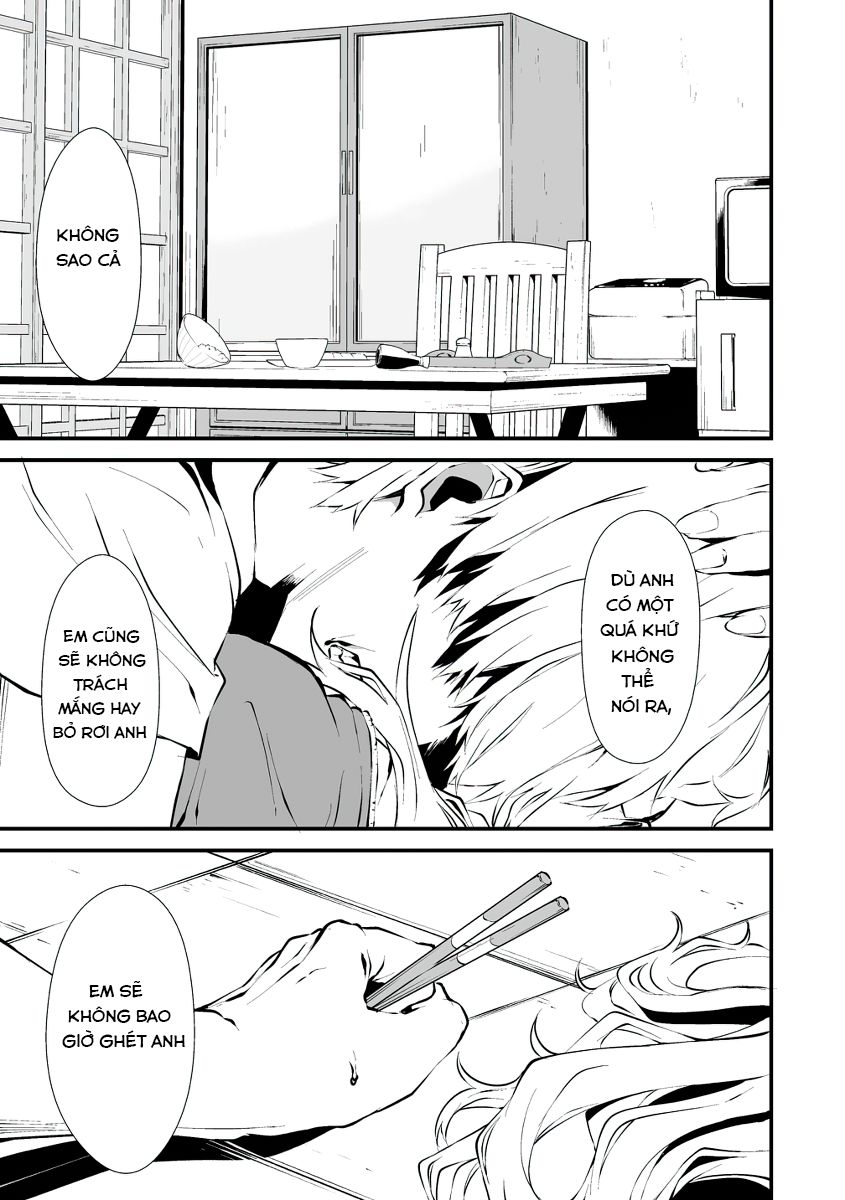 KHÔNG
SAO CẢ
DÙ ANH
CÓ MỘT
QUÁ KHỨ
KHÔNG
THỂ
NÓI RA,
EM CŨNG
SẼ KHÔNG
TRÁCH
MẮNG HAY
BỎ RƠI ANH
EM SẼ
KHÔNG BAO
GIỜ GHÉT ANH